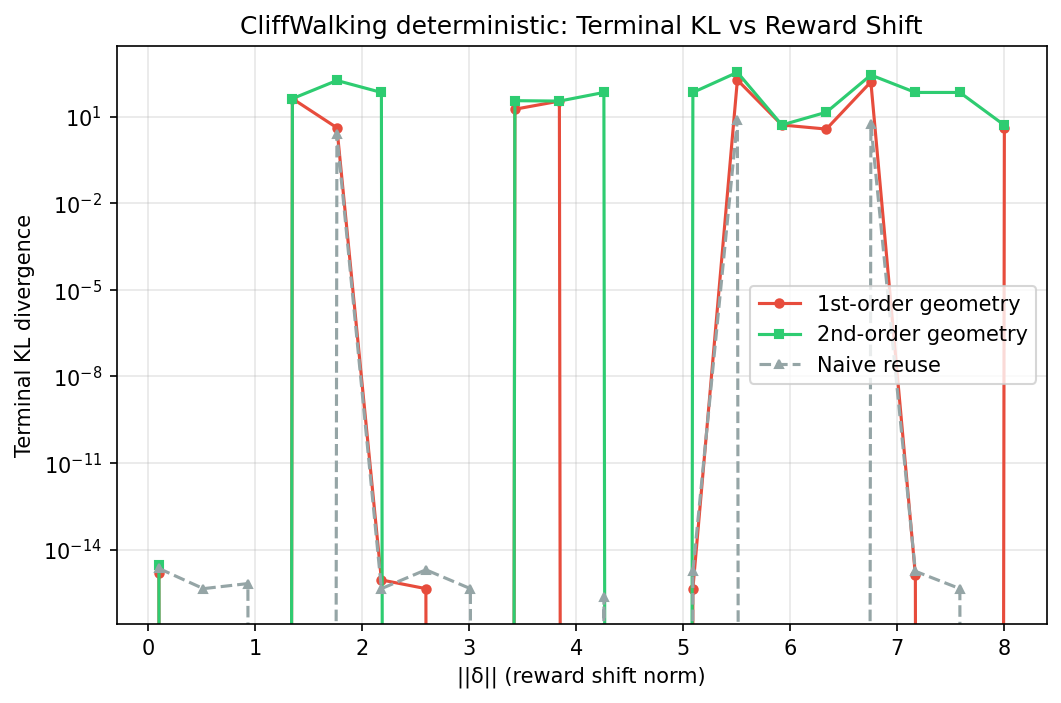 CliffWalking deterministic: Terminal KL vs Reward Shift
Terminal KL divergence
10¹
10⁻²
10⁻⁵
10⁻⁸
10⁻¹¹
10⁻¹⁴
1st-order geometry
2nd-order geometry
Naive reuse
0 1 2 3 4 5 6 7 8
||δ|| (reward shift norm)